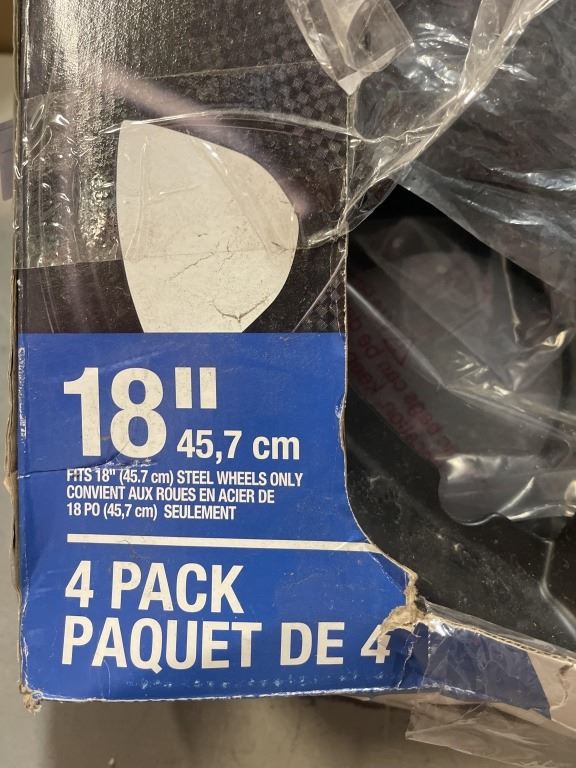 18" 45,7 cm
FITS 18" (45.7 cm) STEEL WHEELS ONLY
CONVIENT AUX ROUES EN ACIER DE
18 PO (45,7 cm) SEULEMENT
4 PACK
PAQUET DE 4